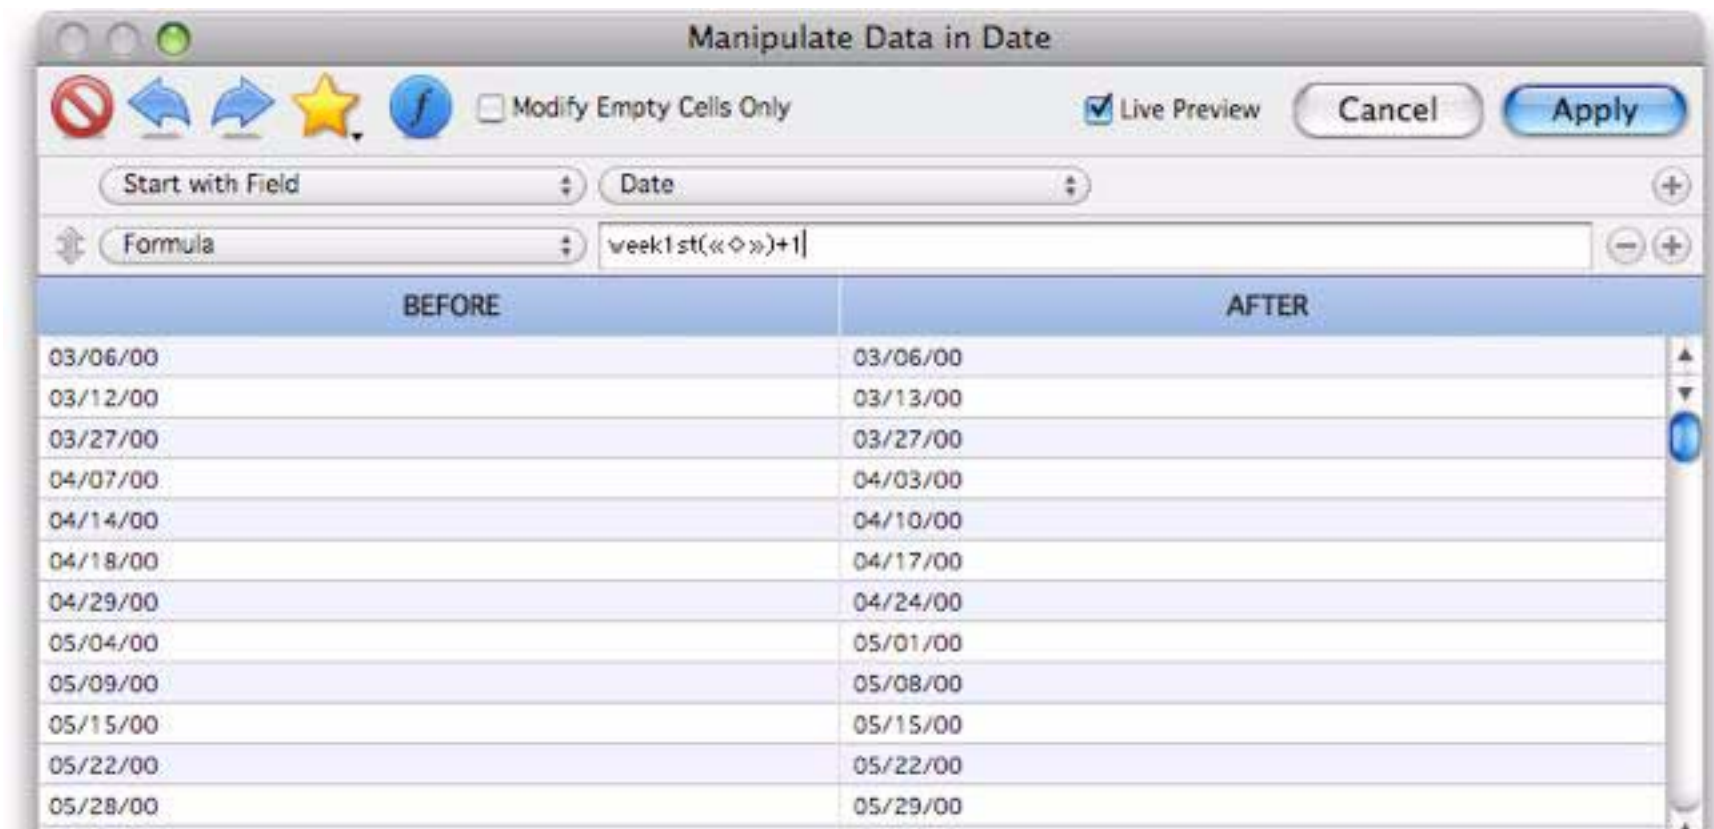 Manipulate Data in Date
f Modify Empty Cells Only Live Preview Cancel Apply
Start with Field Date
Formula week1st(«◇»)+1
BEFORE AFTER
03/06/00 03/06/00
03/12/00 03/13/00
03/27/00 03/27/00
04/07/00 04/03/00
04/14/00 04/10/00
04/18/00 04/17/00
04/29/00 04/24/00
05/04/00 05/01/00
05/09/00 05/08/00
05/15/00 05/15/00
05/22/00 05/22/00
05/28/00 05/29/00